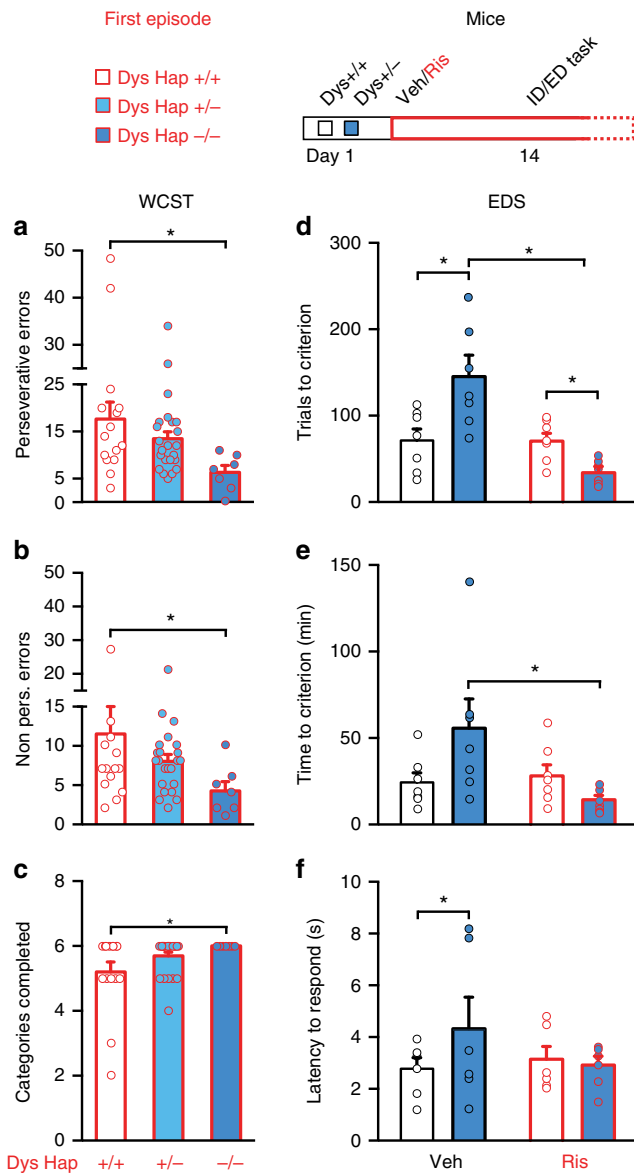 First episode
Dys Hap +/+
Dys Hap +/−
Dys Hap −/−
Mice
Dys+/+
Dys+/−
Veh/Ris
ID/ED task
Day 1
14
WCST
a
*
Perseverative errors
50
40
30
25
15
5
0
b
*
Non pers. errors
40
30
20
15
10
5
0
c
*
Categories completed
8
6
4
2
0
Dys Hap
+/+
+/−
−/−
EDS
d
*
*
*
Trials to criterion
300
200
100
0
e
*
Time to criterion (min)
150
100
50
0
f
*
Latency to respond (s)
10
8
6
4
2
0
Veh
Ris